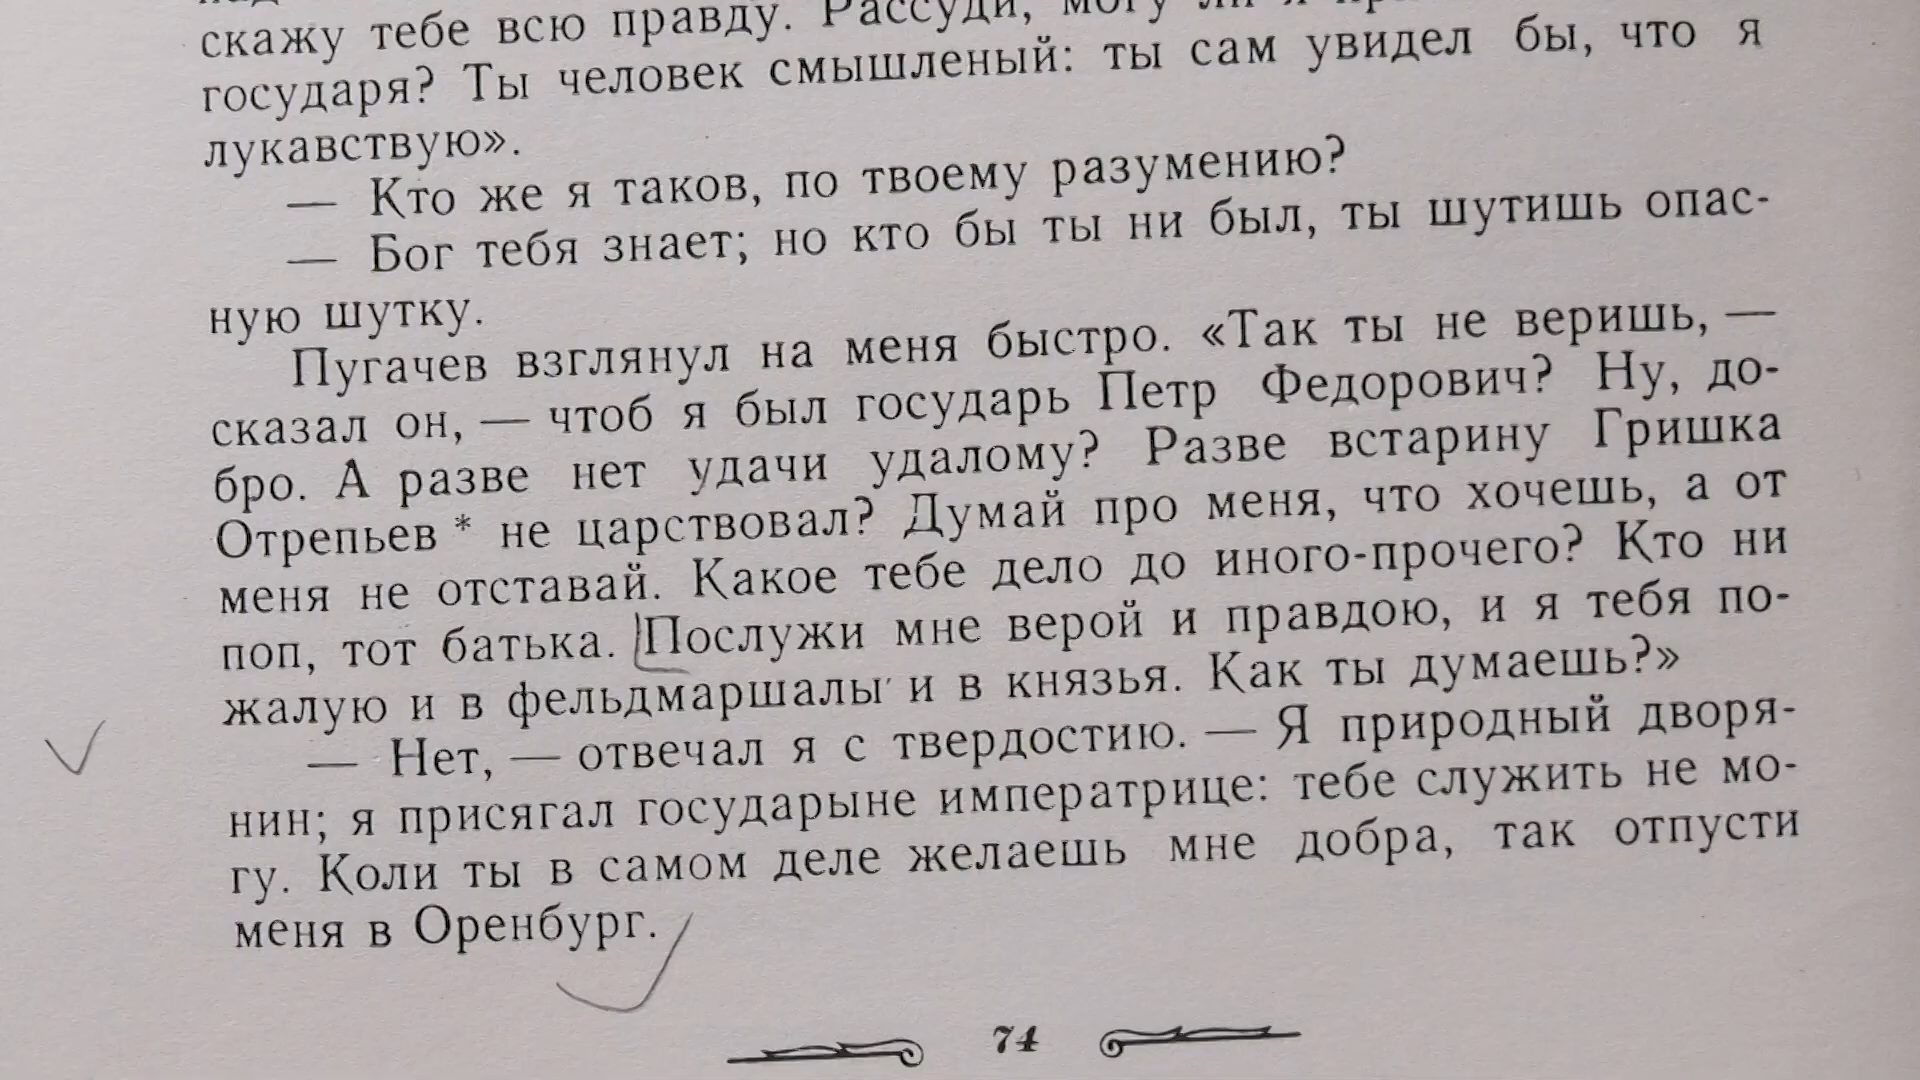 скажу тебе всю правду. Рассуди, могу ли я
государя? Ты человек смышленый: ты сам увидел бы, что я
лукавствую».
— Кто же я таков, по твоему разумению?
— Бог тебя знает; но кто бы ты ни был, ты шутишь опас-
ную шутку.
Пугачев взглянул на меня быстро. «Так ты не веришь, —
сказал он, — чтоб я был государь Петр Федорович? Ну, до-
бро. А разве нет удачи удалому? Разве встарину Гришка
Отрепьев * не царствовал? Думай про меня, что хочешь, а от
меня не отставай. Какое тебе дело до иного-прочего? Кто ни
поп, тот батька. Послужи мне верой и правдою, и я тебя по-
жалую и в фельдмаршалы и в князья. Как ты думаешь?»
— Нет, — отвечал я с твердостию. — Я природный дворя-
нин; я присягал государыне императрице: тебе служить не мо-
гу. Коли ты в самом деле желаешь мне добра, так отпусти
меня в Оренбург.
74